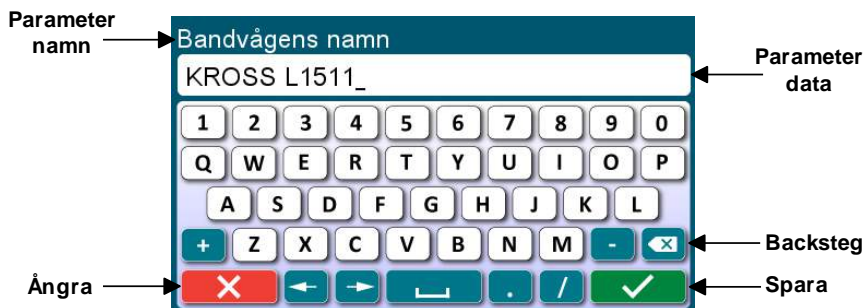 Parameter
namn
Bandvågens namn
KROSS L1511_
Parameter
data
1 2 3 4 5 6 7 8 9 0
Q W E R T Y U I O P
A S D F G H J K L
+ Z X C V B N M -
Backsteg
Ångra
. /
Spara